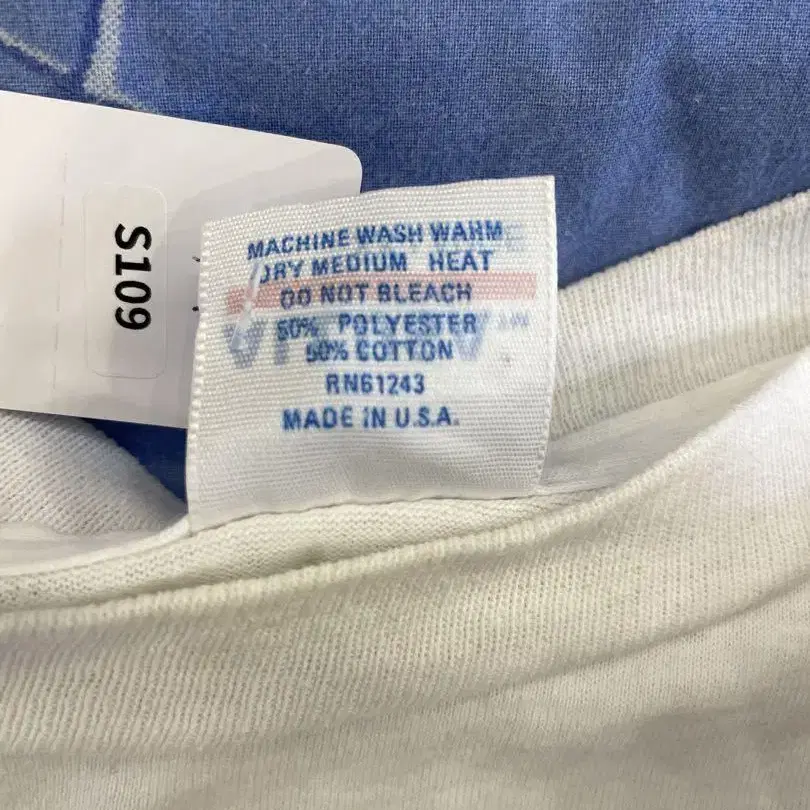 S109
MACHINE WASH WARM
DRY MEDIUM HEAT
DO NOT BLEACH
50% POLYESTER
50% COTTON
RN61243
MADE IN U.S.A.